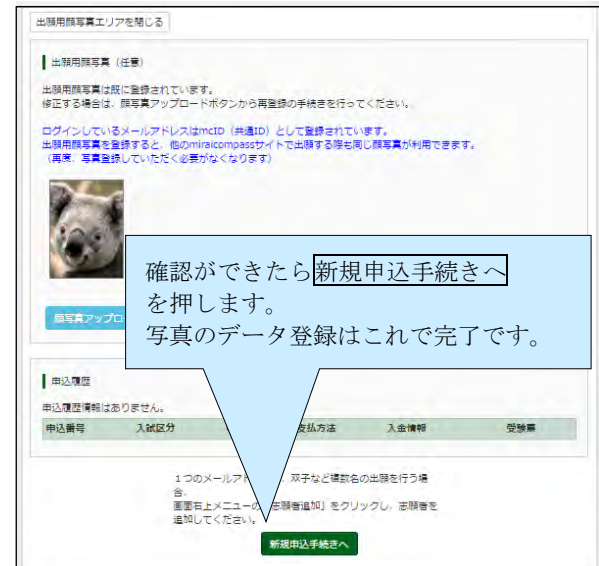 出願用顔写真エリアを閉じる
出願用顔写真（任意）
出願用顔写真は既に登録されています。
修正する場合は、顔写真アップロードボタンから再登録の手続きを行ってください。
ログインしているメールアドレスはmcID（共通ID）として登録されています。
出願用顔写真を登録すると、他のmiraicompassサイトで出願する際も同じ顔写真が利用できます。
（再度、写真登録していただく必要がなくなります）
確認ができたら新規申込手続きへ
を押します。
写真のデータ登録はこれで完了です。
顔写真アップロ
申込履歴
申込履歴情報はありません。
申込番号 入試区分 支払方法 入金情報 受験票
1つのメールア 双子など複数名の出願を行う場
合、
画面右上メニューの 志願者追加」をクリックし、志願者を
追加してください。
新規申込手続きへ